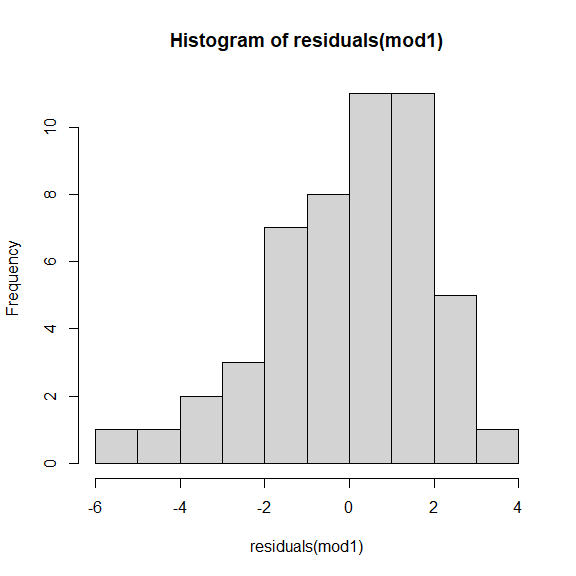 Histogram of residuals(mod1)
Frequency
10
8
6
4
2
0
-6 -4 -2 0 2 4
residuals(mod1)